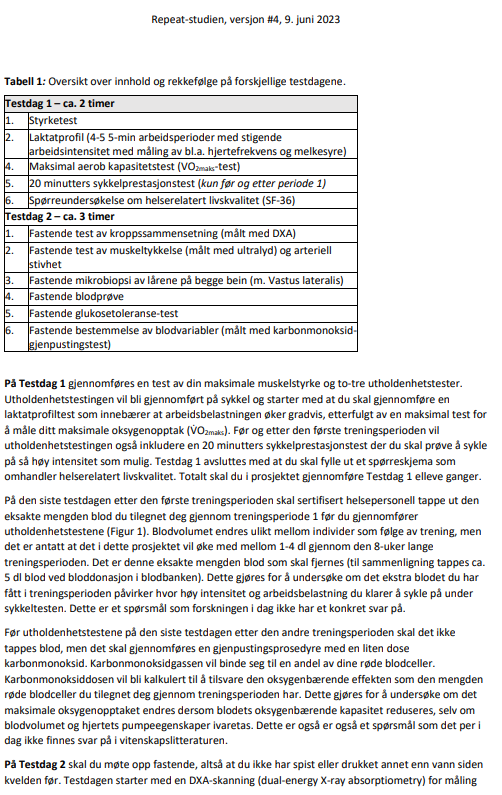 Repeat-studien, versjon #4, 9. juni 2023
Tabell 1: Oversikt over innhold og rekkefølge på forskjellige testdagene.
Testdag 1 – ca. 2 timer
1. Styrketest
2. Laktatprofil (4-5 5-min arbeidsperioder med stigende
arbeidsintensitet med måling av bl.a. hjertefrekvens og melkesyre)
4. Maksimal aerob kapasitetstest (VO2maks-test)
5. 20 minutters sykkelprestasjonstest (kun før og etter periode 1)
6. Spørreundersøkelse om helserelatert livskvalitet (SF-36)
Testdag 2 – ca. 3 timer
1. Fastende test av kroppssammensetning (målt med DXA)
2. Fastende test av muskeltykkelse (målt med ultralyd) og arteriell
stivhet
3. Fastende mikrobiopsi av lårene på begge bein (m. Vastus lateralis)
4. Fastende blodprøve
5. Fastende glukosetoleranse-test
6. Fastende bestemmelse av blodvariabler (målt med karbonmonoksid-
gjenpustingstest)
På Testdag 1 gjennomføres en test av din maksimale muskelstyrke og to-tre utholdenhetstester.
Utholdenhetstestingen vil bli gjennomført på sykkel og starter med at du skal gjennomføre en
laktatprofiltest som innebærer at arbeidsbelastningen øker gradvis, etterfulgt av en maksimal test for
å måle ditt maksimale oksygenopptak (V̇O2maks). Før og etter den første treningsperioden vil
utholdenhetstestingen også inkludere en 20 minutters sykkelprestasjonstest der du skal prøve å sykle
på så høy intensitet som mulig. Testdag 1 avsluttes med at du skal fylle ut et spørreskjema som
omhandler helserelatert livskvalitet. Totalt skal du i prosjektet gjennomføre Testdag 1 elleve ganger.
På den siste testdagen etter den første treningsperioden skal sertifisert helsepersonell tappe ut den
eksakte mengden blod du tilegnet deg gjennom treningsperiode 1 før du gjennomfører
utholdenhetstestene (Figur 1). Blodvolumet endres ulikt mellom individer som følge av trening, men
det er antatt at det i dette prosjektet vil øke med mellom 1-4 dl gjennom den 8-uker lange
treningsperioden. Det er denne eksakte mengden blod som skal fjernes (til sammenligning tappes ca.
5 dl blod ved bloddonasjon i blodbanken). Dette gjøres for å undersøke om det ekstra blodet du har
fått i treningsperioden påvirker hvor høy intensitet og arbeidsbelastning du klarer å sykle på under
sykkeltesten. Dette er et spørsmål som forskningen i dag ikke har et konkret svar på.
Før utholdenhetstestene på den siste testdagen etter den andre treningsperioden skal det ikke
tappes blod, men det skal gjennomføres en gjenpustingsprosedyre med en liten dose
karbonmonoksid. Karbonmonoksidgassen vil binde seg til en andel av dine røde blodceller.
Karbonmonoksiddosen vil bli kalkulert til å tilsvare den oksygenbærende effekten som den mengden
røde blodceller du tilegnet deg gjennom treningsperioden har. Dette gjøres for å undersøke om det
maksimale oksygenopptaket endres dersom blodets oksygenbærende kapasitet reduseres, selv om
blodvolumet og hjertets pumpeegenskaper ivaretas. Dette er også er også et spørsmål som det per i
dag ikke finnes svar på i vitenskapslitteraturen.
På Testdag 2 skal du møte opp fastende, altså at du ikke har spist eller drukket annet enn vann siden
kvelden før. Testdagen starter med en DXA-skanning (dual-energy X-ray absorptiometry) for måling